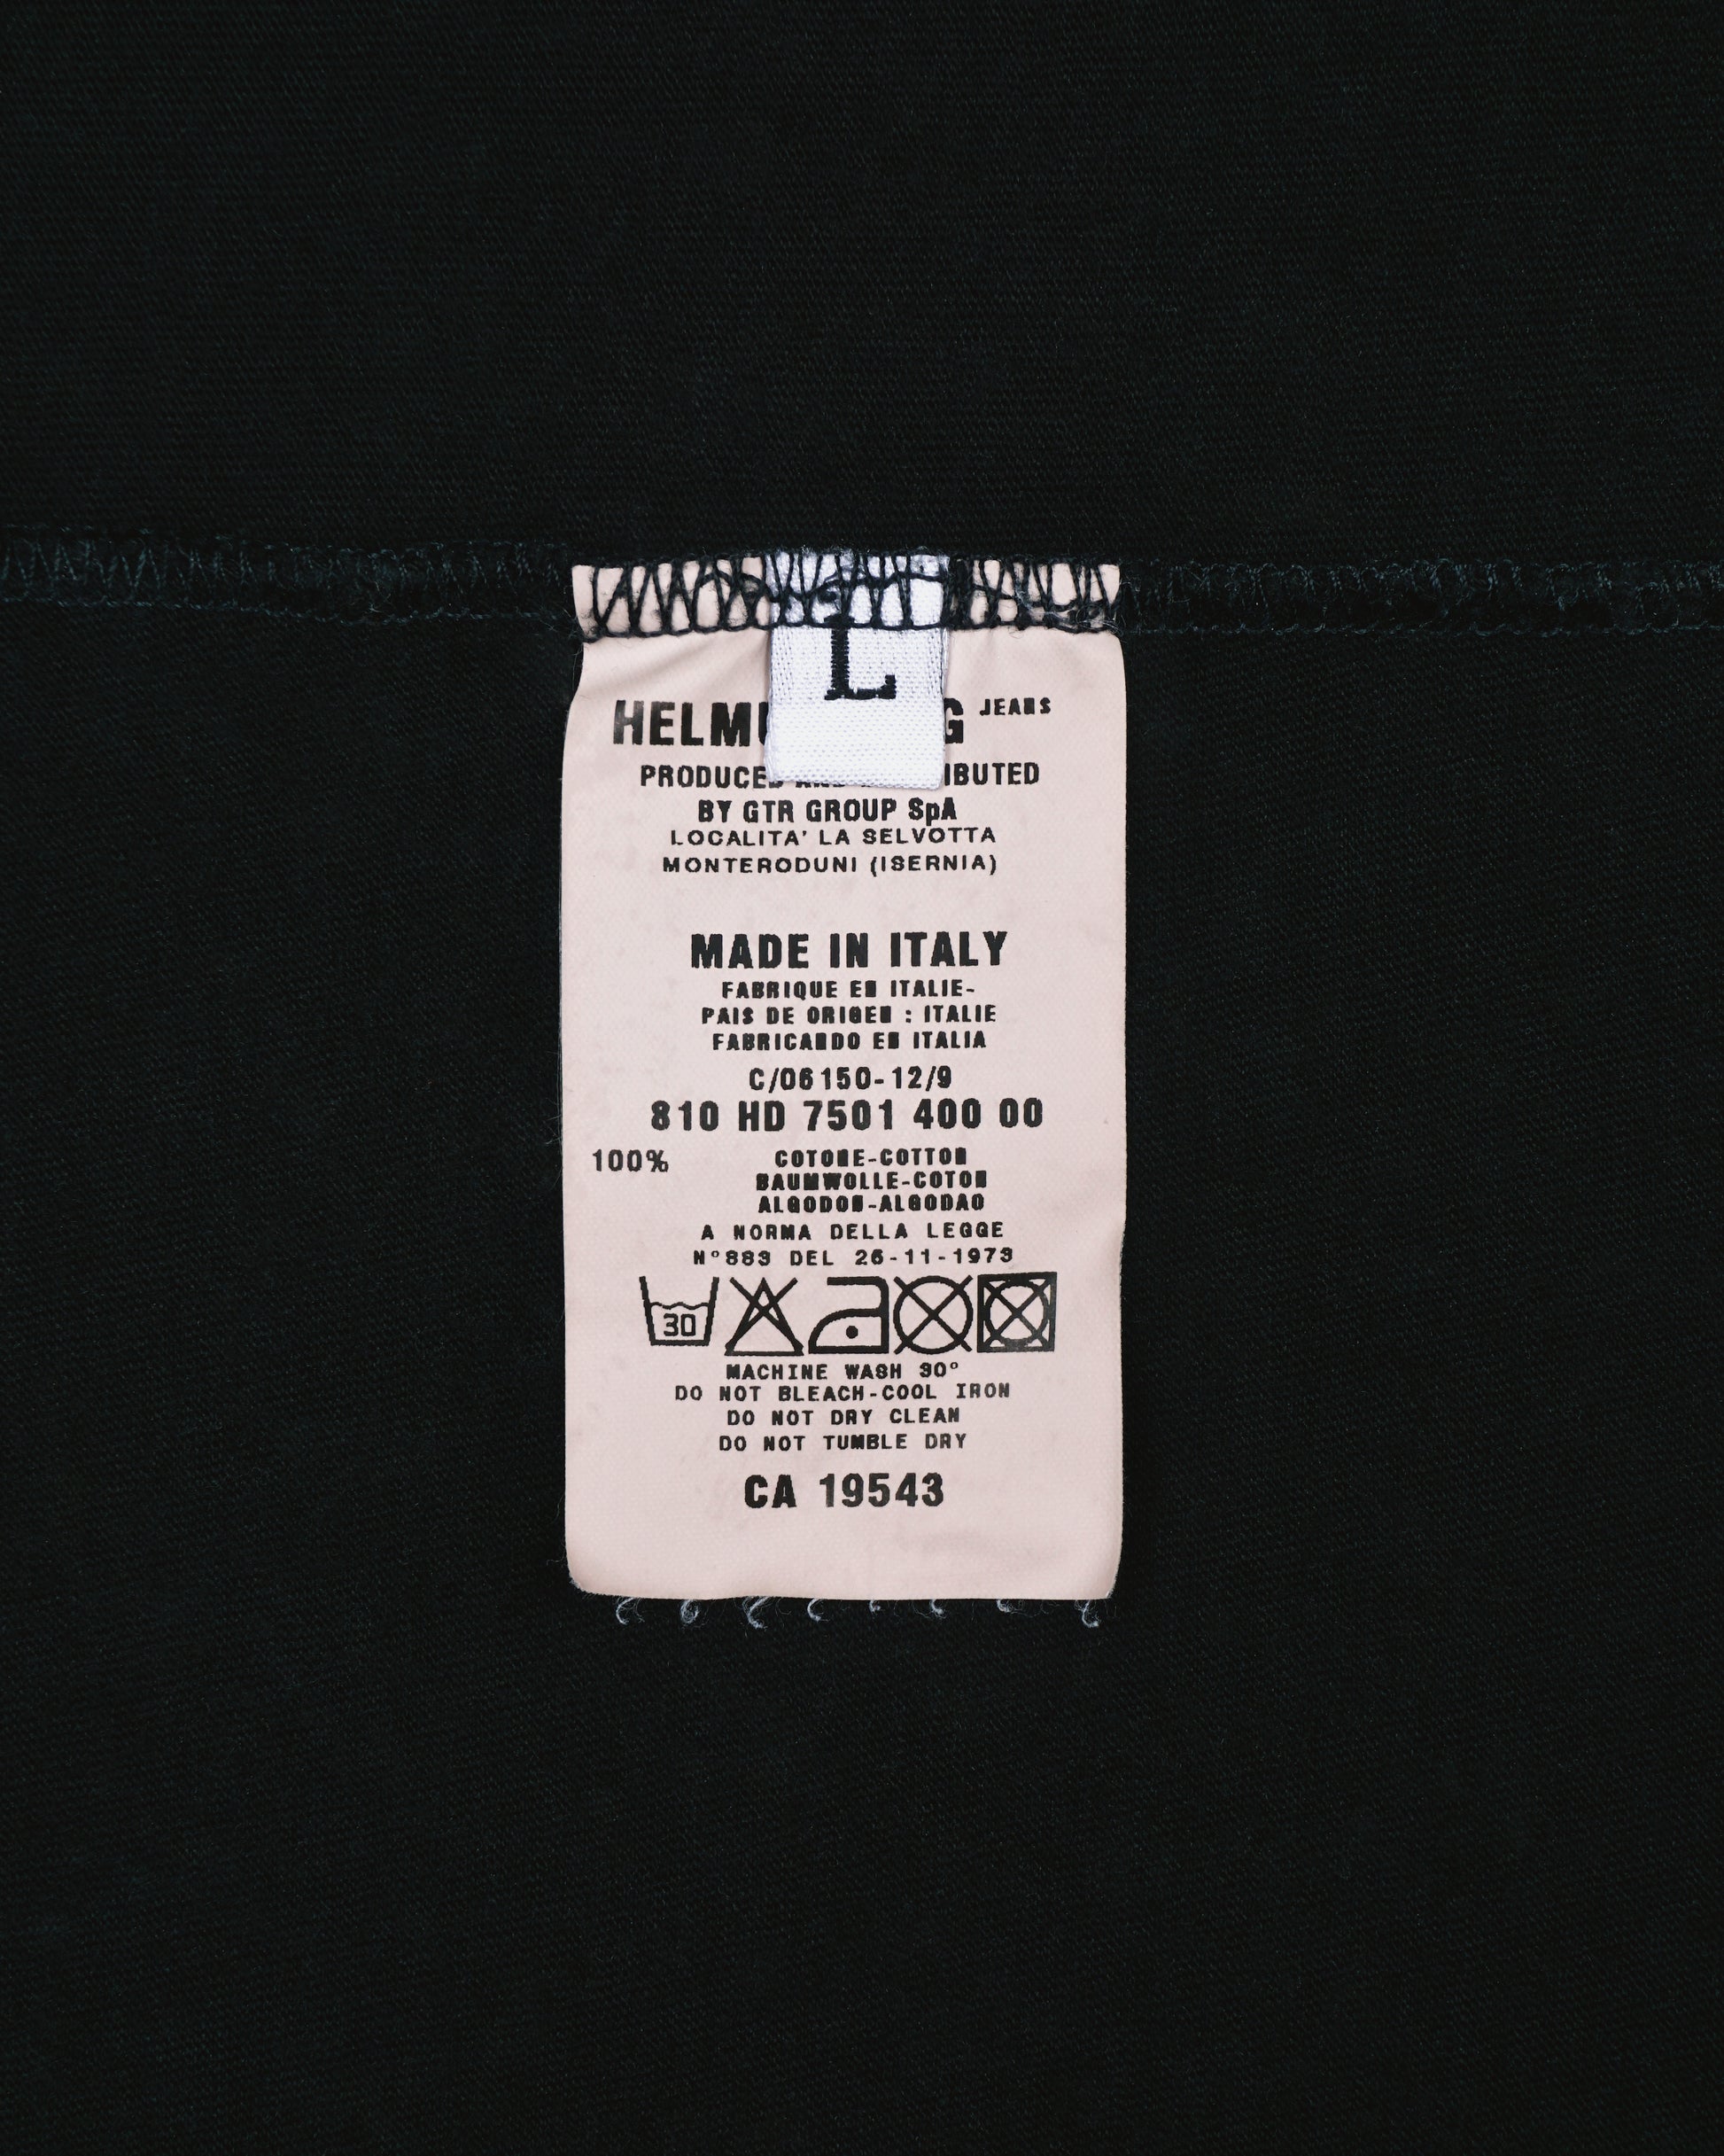 L
HELMU G JEANS
PRODUCED AND IBUTED
BY GTR GROUP SpA
LOCALITA' LA SELVOTTA
MONTERODUNI (ISERNIA)
MADE IN ITALY
FABRIQUE EN ITALIE-
PAIS DE ORIGEN : ITALIE
FABRICANDO EN ITALIA
C/06150-12/9
810 HD 7501 400 00
100% COTONE-COTTON
BAUMWOLLE-COTON
ALGODON-ALGODAO
A NORMA DELLA LEGGE
N°883 DEL 26-11-1973
30
MACHINE WASH 30°
DO NOT BLEACH-COOL IRON
DO NOT DRY CLEAN
DO NOT TUMBLE DRY
CA 19543